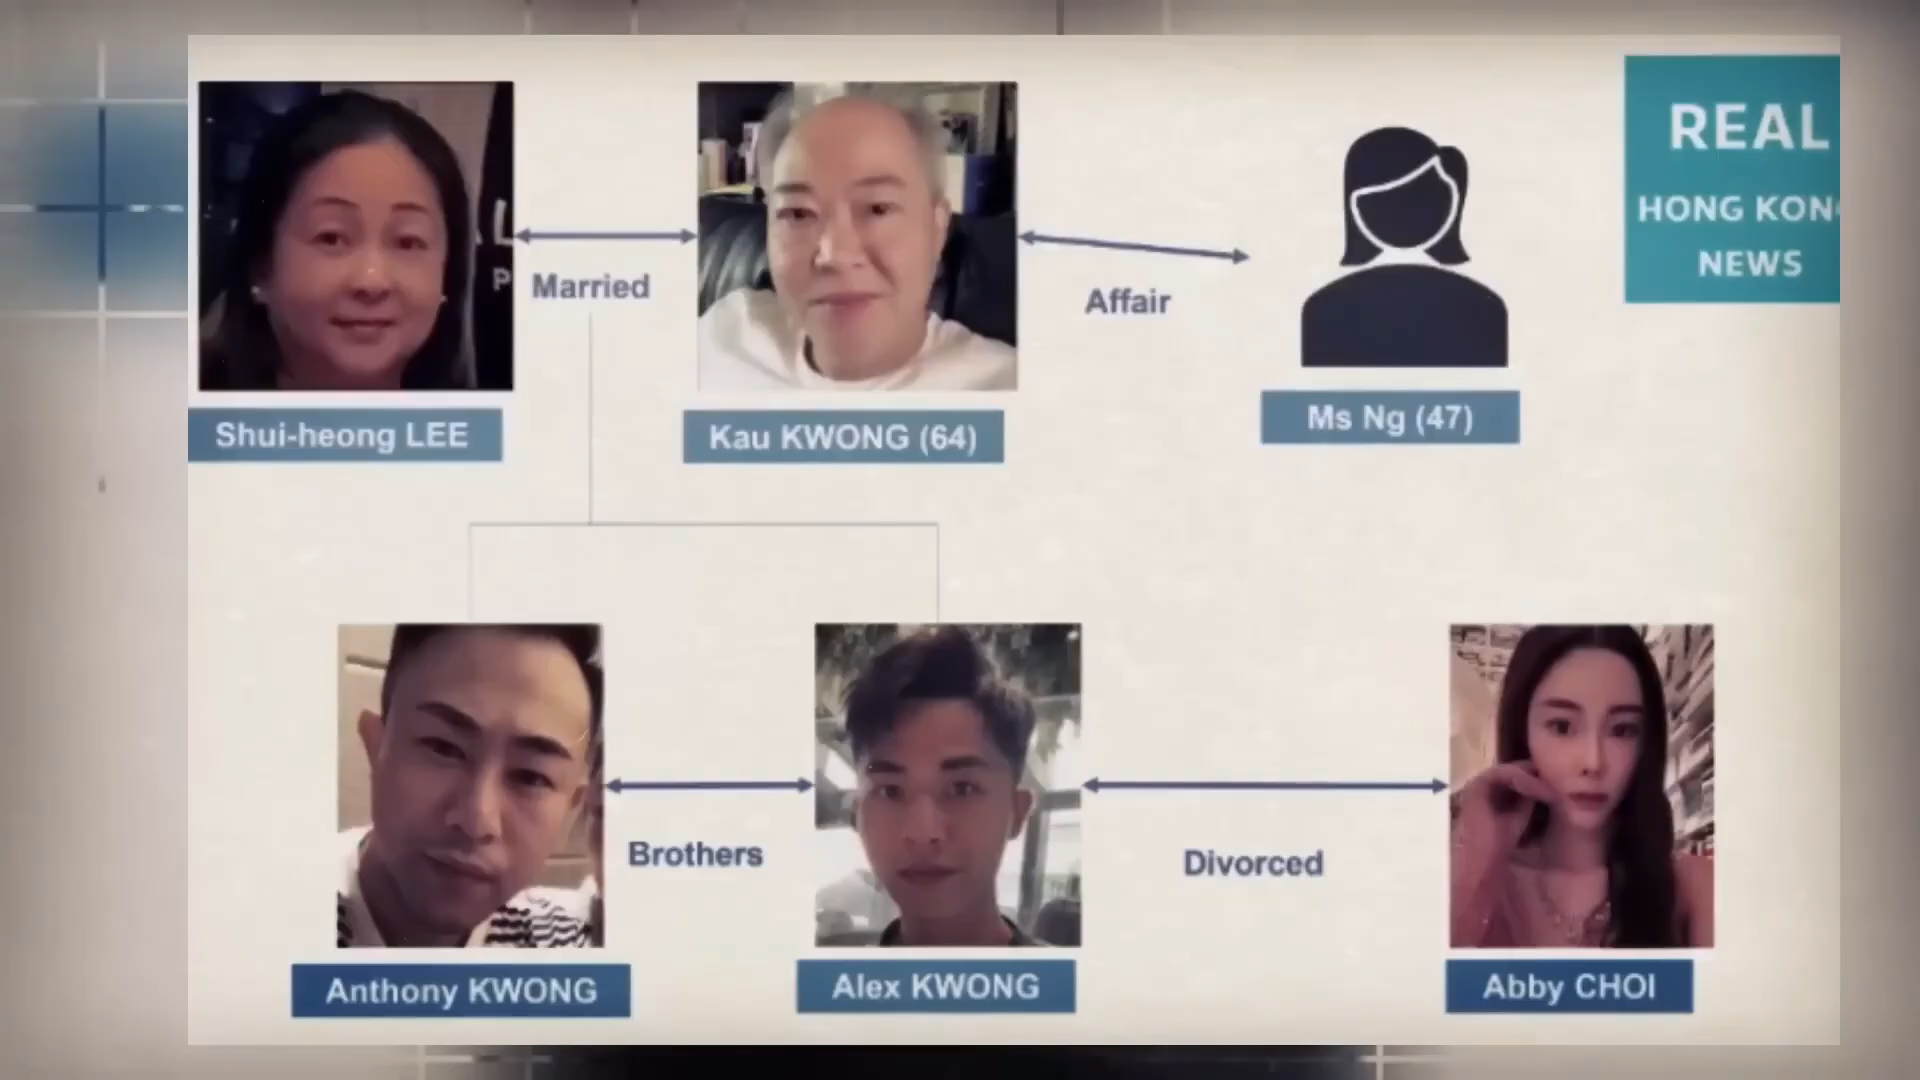 REAL
HONG KON
NEWS
Married
Affair
Shui-heong LEE
Kau KWONG (64)
Ms Ng (47)
Brothers
Divorced
Anthony KWONG
Alex KWONG
Abby CHOI